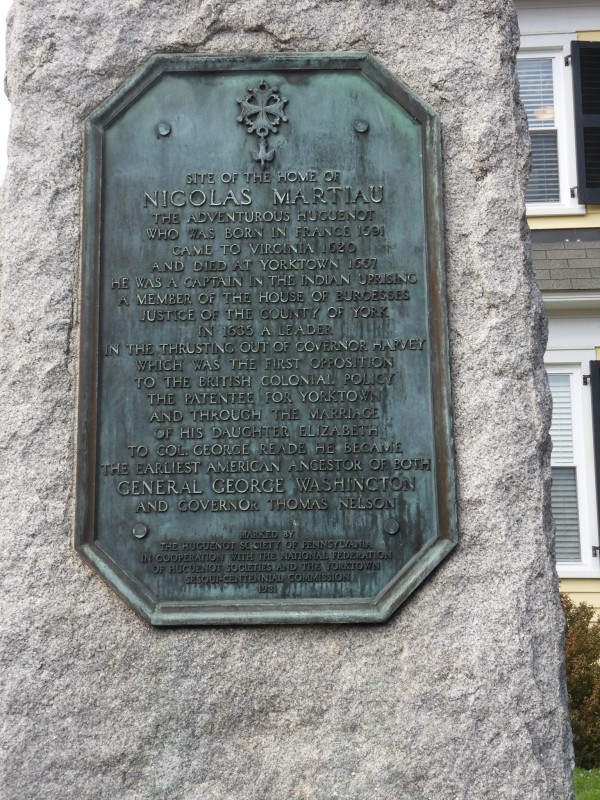 SITE OF THE HOME OF
NICOLAS MARTIAU
THE ADVENTUROUS HUGUENOT
WHO WAS BORN IN FRANCE 1591
CAME TO VIRGINIA 1620
AND DIED AT YORKTOWN 1657
HE WAS A CAPTAIN IN THE INDIAN UPRISING
A MEMBER OF THE HOUSE OF BURGESSES
JUSTICE OF THE COUNTY OF YORK
IN 1635 A LEADER
IN THE THRUSTING OUT OF GOVERNOR HARVEY
WHICH WAS THE FIRST OPPOSITION
TO THE BRITISH COLONIAL POLICY
THE PATENTEE FOR YORKTOWN
AND THROUGH THE MARRIAGE
OF HIS DAUGHTER ELIZABETH
TO COL. GEORGE READE HE BECAME
THE EARLIEST AMERICAN ANCESTOR OF BOTH
GENERAL GEORGE WASHINGTON
AND GOVERNOR THOMAS NELSON
MARKED BY
THE HUGUENOT SOCIETY OF PENNSYLVANIA
IN COOPERATION WITH THE NATIONAL FEDERATION
OF HUGUENOT SOCIETIES AND THE YORKTOWN
SESQUI-CENTENNIAL COMMISSION
1931